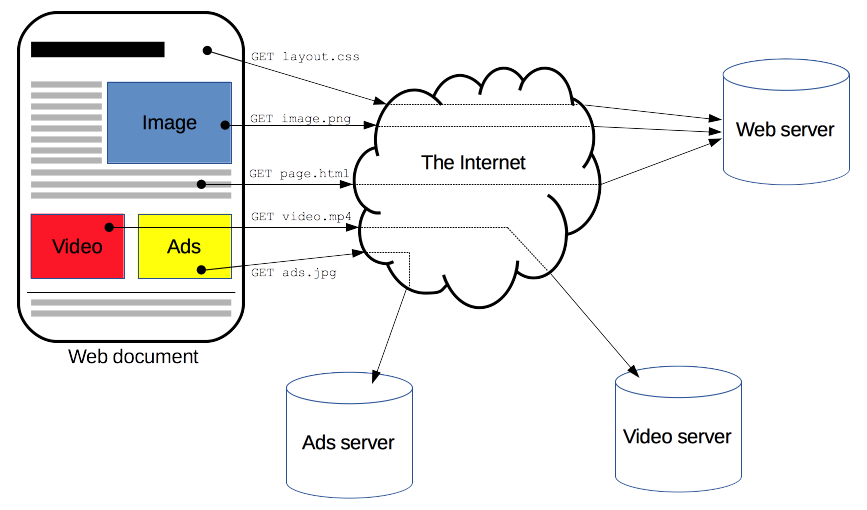 GET layout.css
Image
GET image.png
Web server
The Internet
GET page.html
GET video.mp4
Video
Ads
GET ads.jpg
Web document
Ads server
Video server